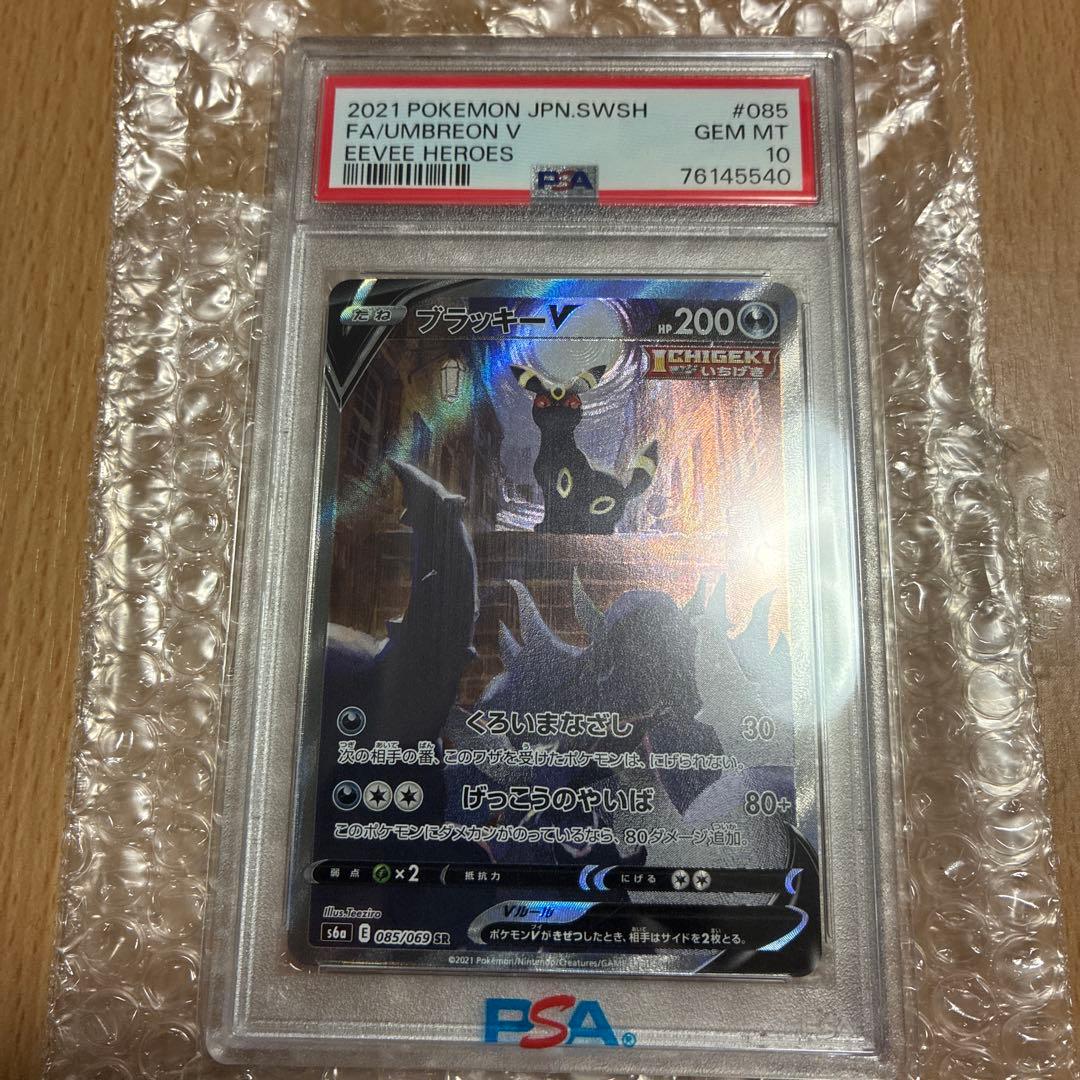 2021 POKEMON JPN.SWSH #085
FA/UMBREON V GEM MT
EEVEE HEROES 10
PSA 76145540
たね ブラッキーV HP 200
ICHIGEKI
いちげき
くろいまなざし 30
次の相手の番、このワザを受けたポケモンは、にげられない。
げっこうのやいば 80+
このポケモンにダメカンがのっているなら、80ダメージ追加。
弱点 ×2 抵抗力 にげる
Illus.Teeziro
Vルール
s6a E 085/069 SR
ポケモンVがきぜつしたとき、相手はサイドを2枚とる。
©2021 Pokémon/Nintendo/Creatures/GAME
PSA®